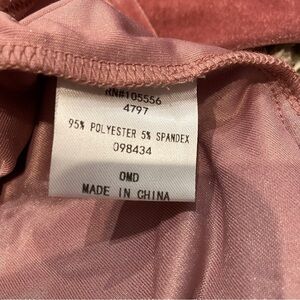 RN#105556
4797
95% POLYESTER 5% SPANDEX
098434
OMD
MADE IN CHINA